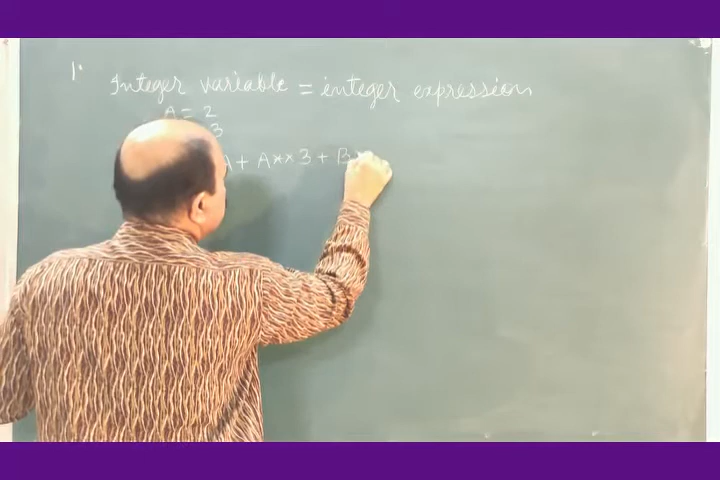 1.
Integer variable = integer expression
A = 2
3
A + A**3 + B